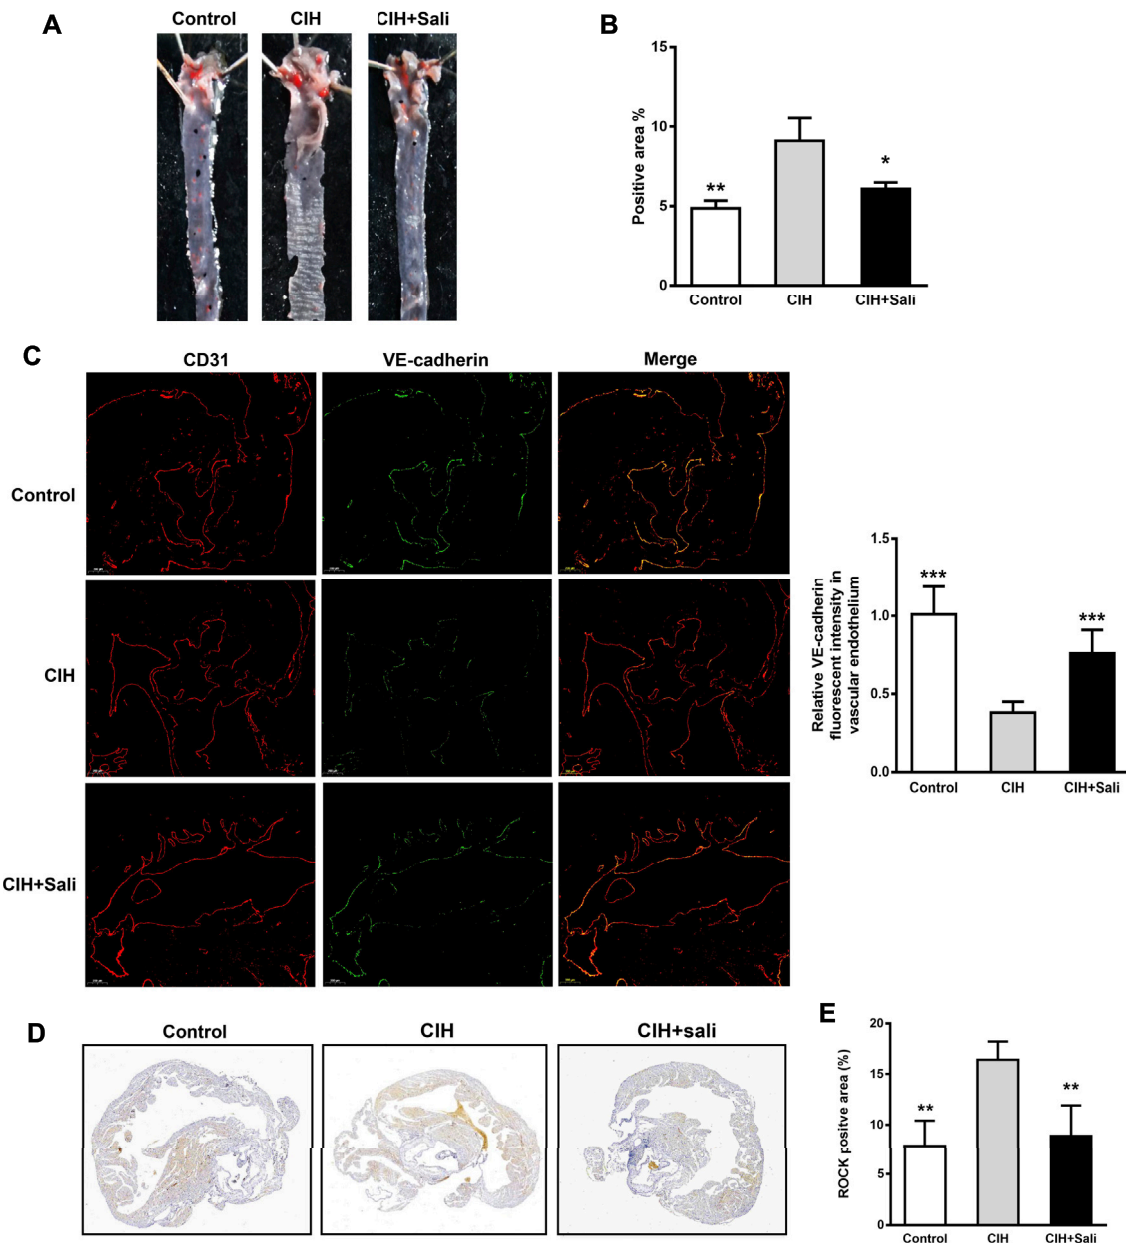 A
Control
CIH
CIH+Sali
B
Positive area %
15
10
5
0
**
*
Control
CIH
CIH+Sali
C
CD31
VE-cadherin
Merge
Control
CIH
CIH+Sali
Relative VE-cadherin
fluorescent intensity in
vascular endothelium
1.5
1.0
0.5
0.0
***
***
Control
CIH
CIH+Sali
D
Control
CIH
CIH+sali
E
ROCK positve area (%)
20
15
10
5
0
**
**
Control
CIH
CIH+Sali